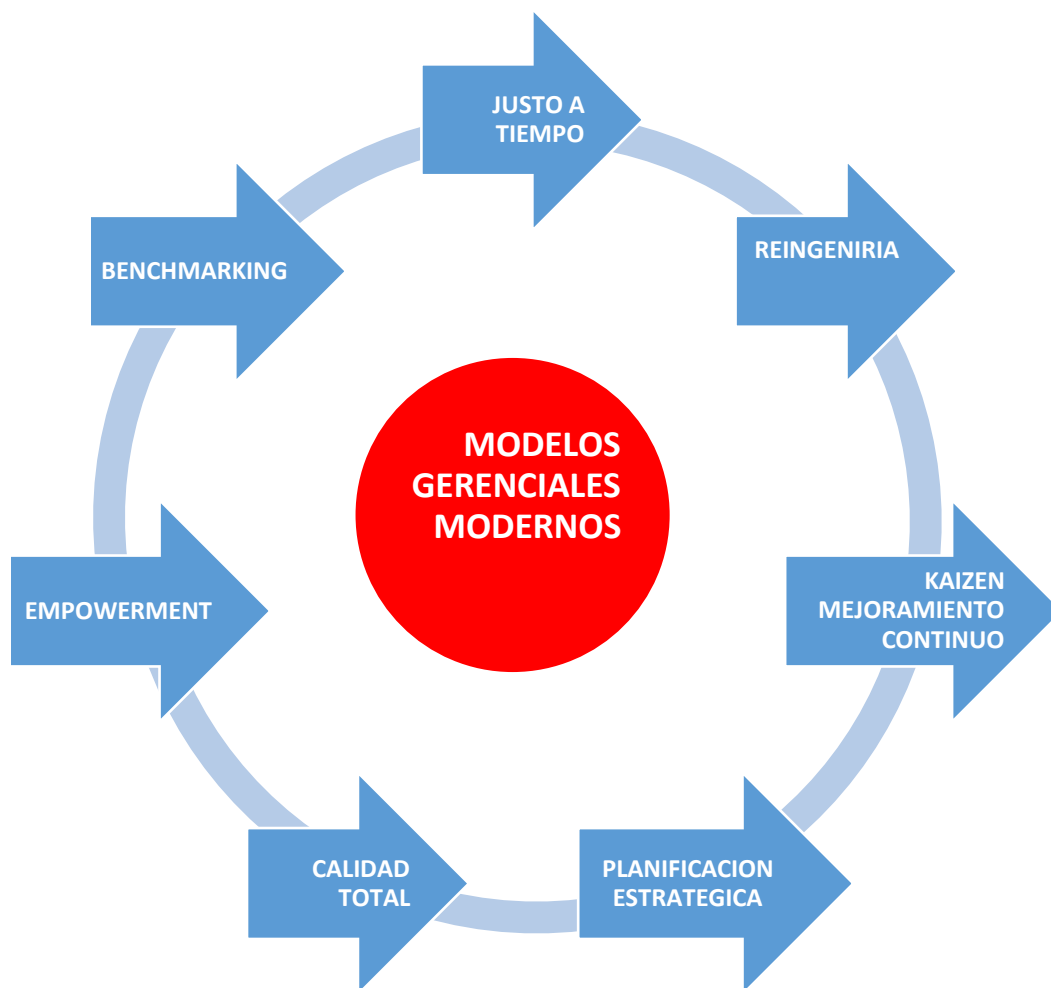 JUSTO A
TIEMPO
REINGENIRIA
KAIZEN
MEJORAMIENTO
CONTINUO
PLANIFICACION
ESTRATEGICA
CALIDAD
TOTAL
EMPOWERMENT
BENCHMARKING
MODELOS
GERENCIALES
MODERNOS